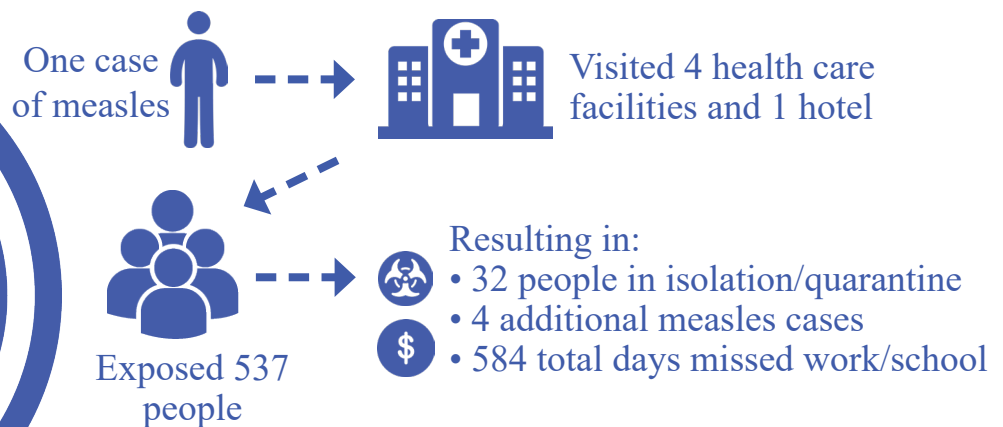 One case
of measles
Visited 4 health care
facilities and 1 hotel
Exposed 537
people
Resulting in:
• 32 people in isolation/quarantine
• 4 additional measles cases
$
• 584 total days missed work/school